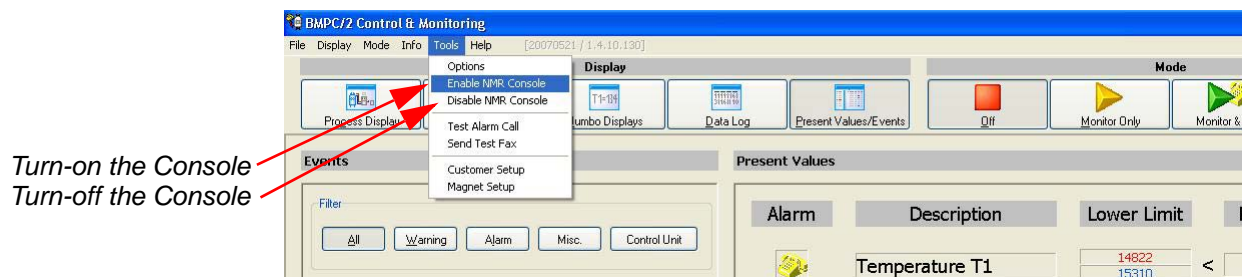 BMPC/2 Control & Monitoring
File Display Mode Info Tools Help [20070521 / 1.4.10.130]
Options
Enable NMR Console
Disable NMR Console
Test Alarm Call
Send Test Fax
Customer Setup
Magnet Setup
Display
Mode
Process Display
T1=184
Jumbo Displays
Data Log
Present Values/Events
Off
Monitor Only
Monitor &
Turn-on the Console
Turn-off the Console
Events
Filter
All Warning Alarm Misc. Control Unit
Present Values
Alarm Description Lower Limit
Temperature T1
14822
15310
<